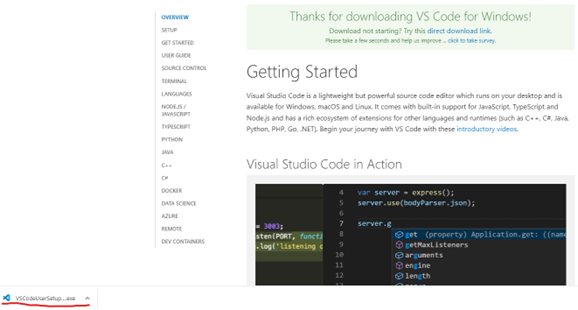 OVERVIEW
SETUP
GET STARTED
USER GUIDE
SOURCE CONTROL
TERMINAL
LANGUAGES
NODE.JS /
JAVASCRIPT
TYPESCRIPT
PYTHON
JAVA
C++
C#
DOCKER
DATA SCIENCE
AZURE
REMOTE
DEV CONTAINERS
Thanks for downloading VS Code for Windows!
Download not starting? Try this direct download link.
Please take a few seconds and help us improve ... click to take survey.
Getting Started
Visual Studio Code is a lightweight but powerful source code editor which runs on your desktop and is
available for Windows, macOS and Linux. It comes with built-in support for JavaScript, TypeScript and
Node.js and has a rich ecosystem of extensions for other languages and runtimes (such as C++, C#, Java,
Python, PHP, Go, .NET). Begin your journey with VS Code with these introductory videos.
Visual Studio Code in Action
= 3003;
sten(PORT, functi
.log('listening o
4 var server = express();
5 server.use(bodyParser.json);
6
7 server.g
8 get (property) Application.get: ((name
9 getMaxListeners
10 arguments
11 engine
12 length
VSCodeUserSetup....exe